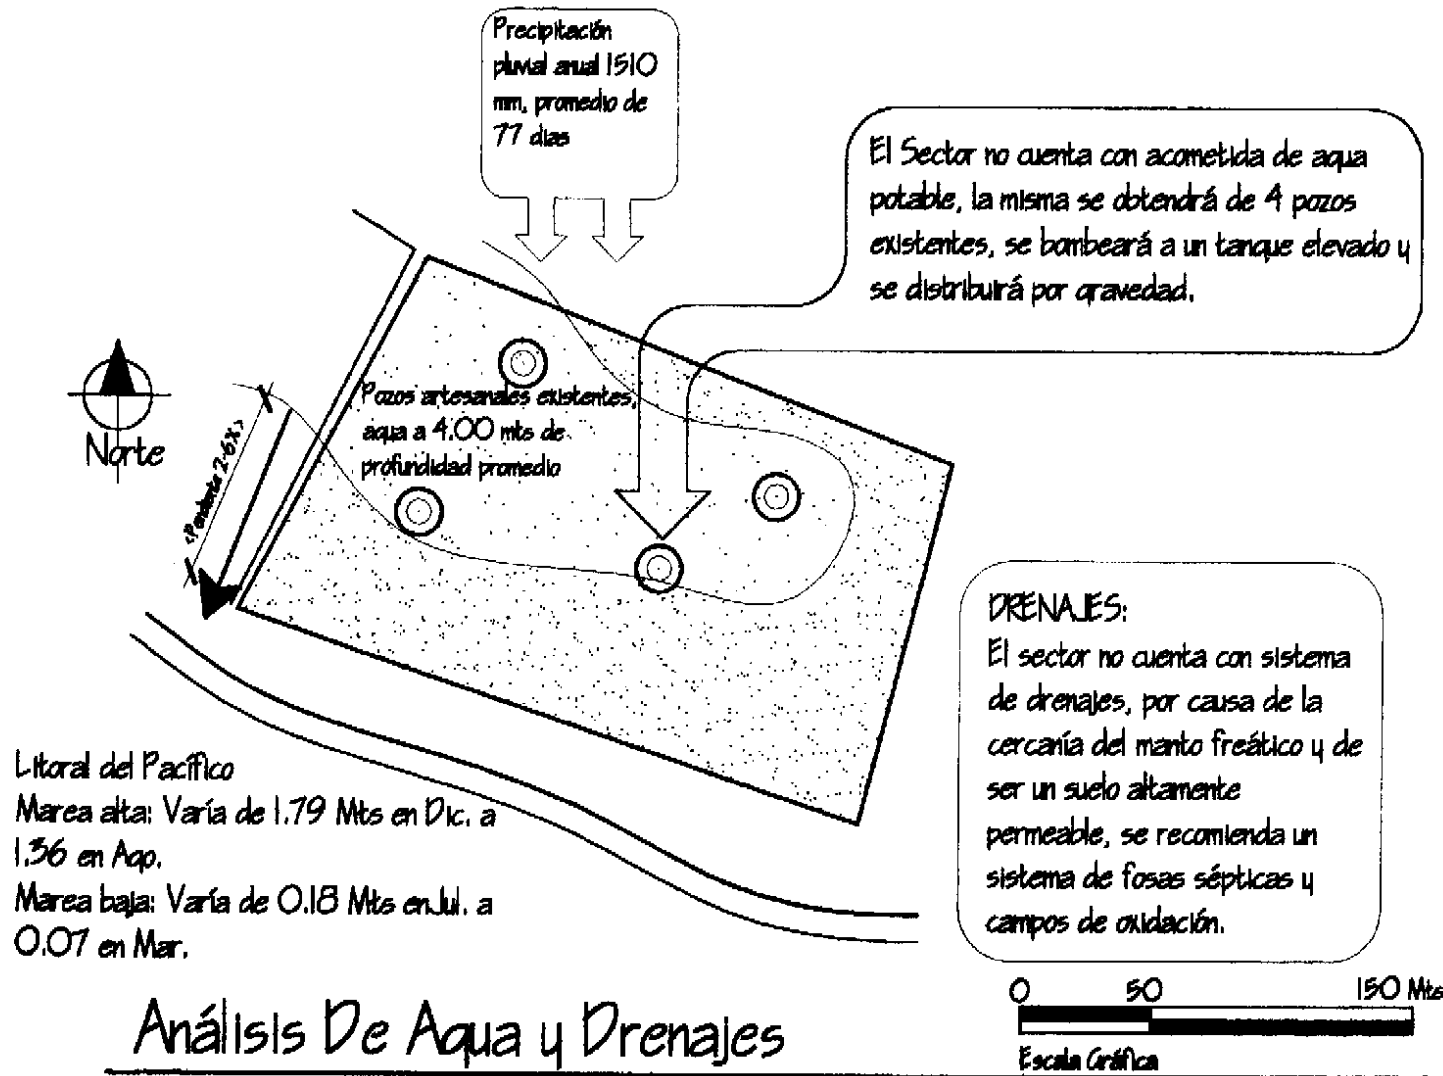 Precipitación
pluvial anual 1510
mm, promedio de
77 dias
El Sector no cuenta con acometida de agua
potable, la misma se obtendrá de 4 pozos
existentes, se bombeará a un tanque elevado y
se distribuirá por gravedad.
Norte
<Pendiente 2-6%>
Pozos artesanales existentes,
agua a 4.00 mts de
profundidad promedio
DRENAJES:
El sector no cuenta con sistema
de drenajes, por causa de la
cercanía del manto freático y de
ser un suelo altamente
permeable, se recomienda un
sistema de fosas sépticas y
campos de oxidación.
Litoral del Pacífico
Marea alta: Varía de 1.79 Mts en Dic. a
1.36 en Ago.
Marea baja: Varía de 0.18 Mts en Jul. a
0.07 en Mar.
0 50 150 Mts
Escala Gráfica
Análisis De Agua y Drenajes